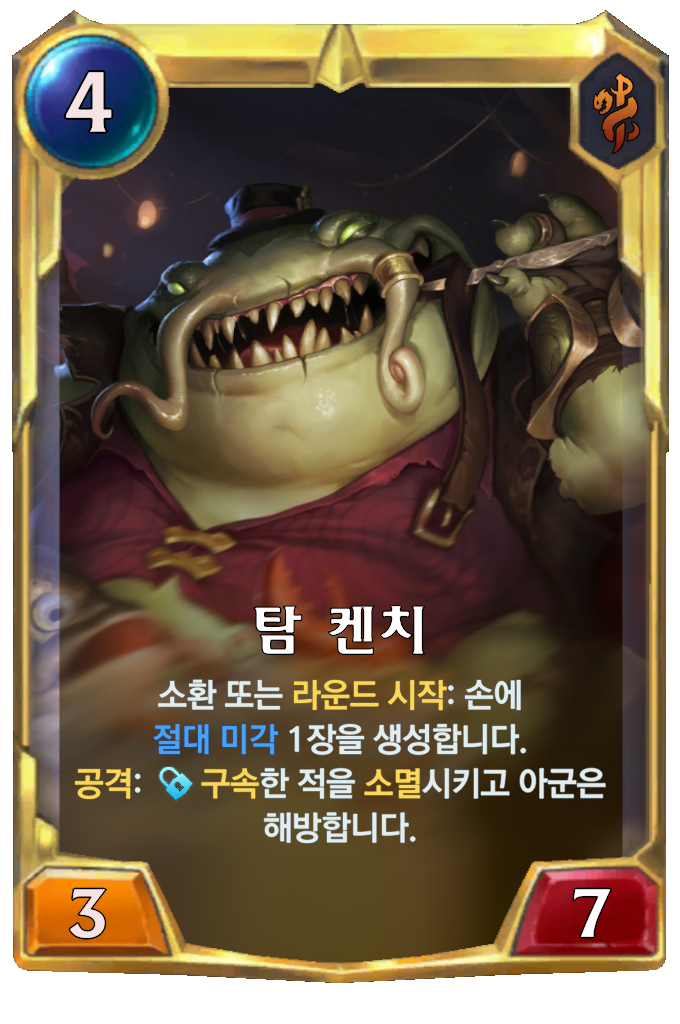 4
탐 켄치
소환 또는 라운드 시작: 손에
절대 미각 1장을 생성합니다.
공격: 구속한 적을 소멸시키고 아군은
해방합니다.
3
7